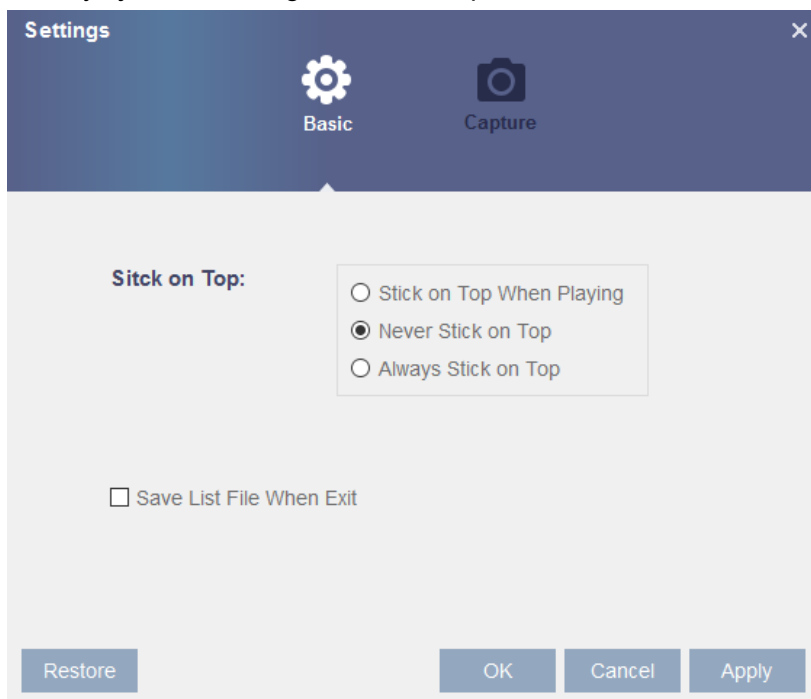 Settings
Basic
Capture
Sitck on Top:
Stick on Top When Playing
Never Stick on Top
Always Stick on Top
Save List File When Exit
Restore
OK
Cancel
Apply